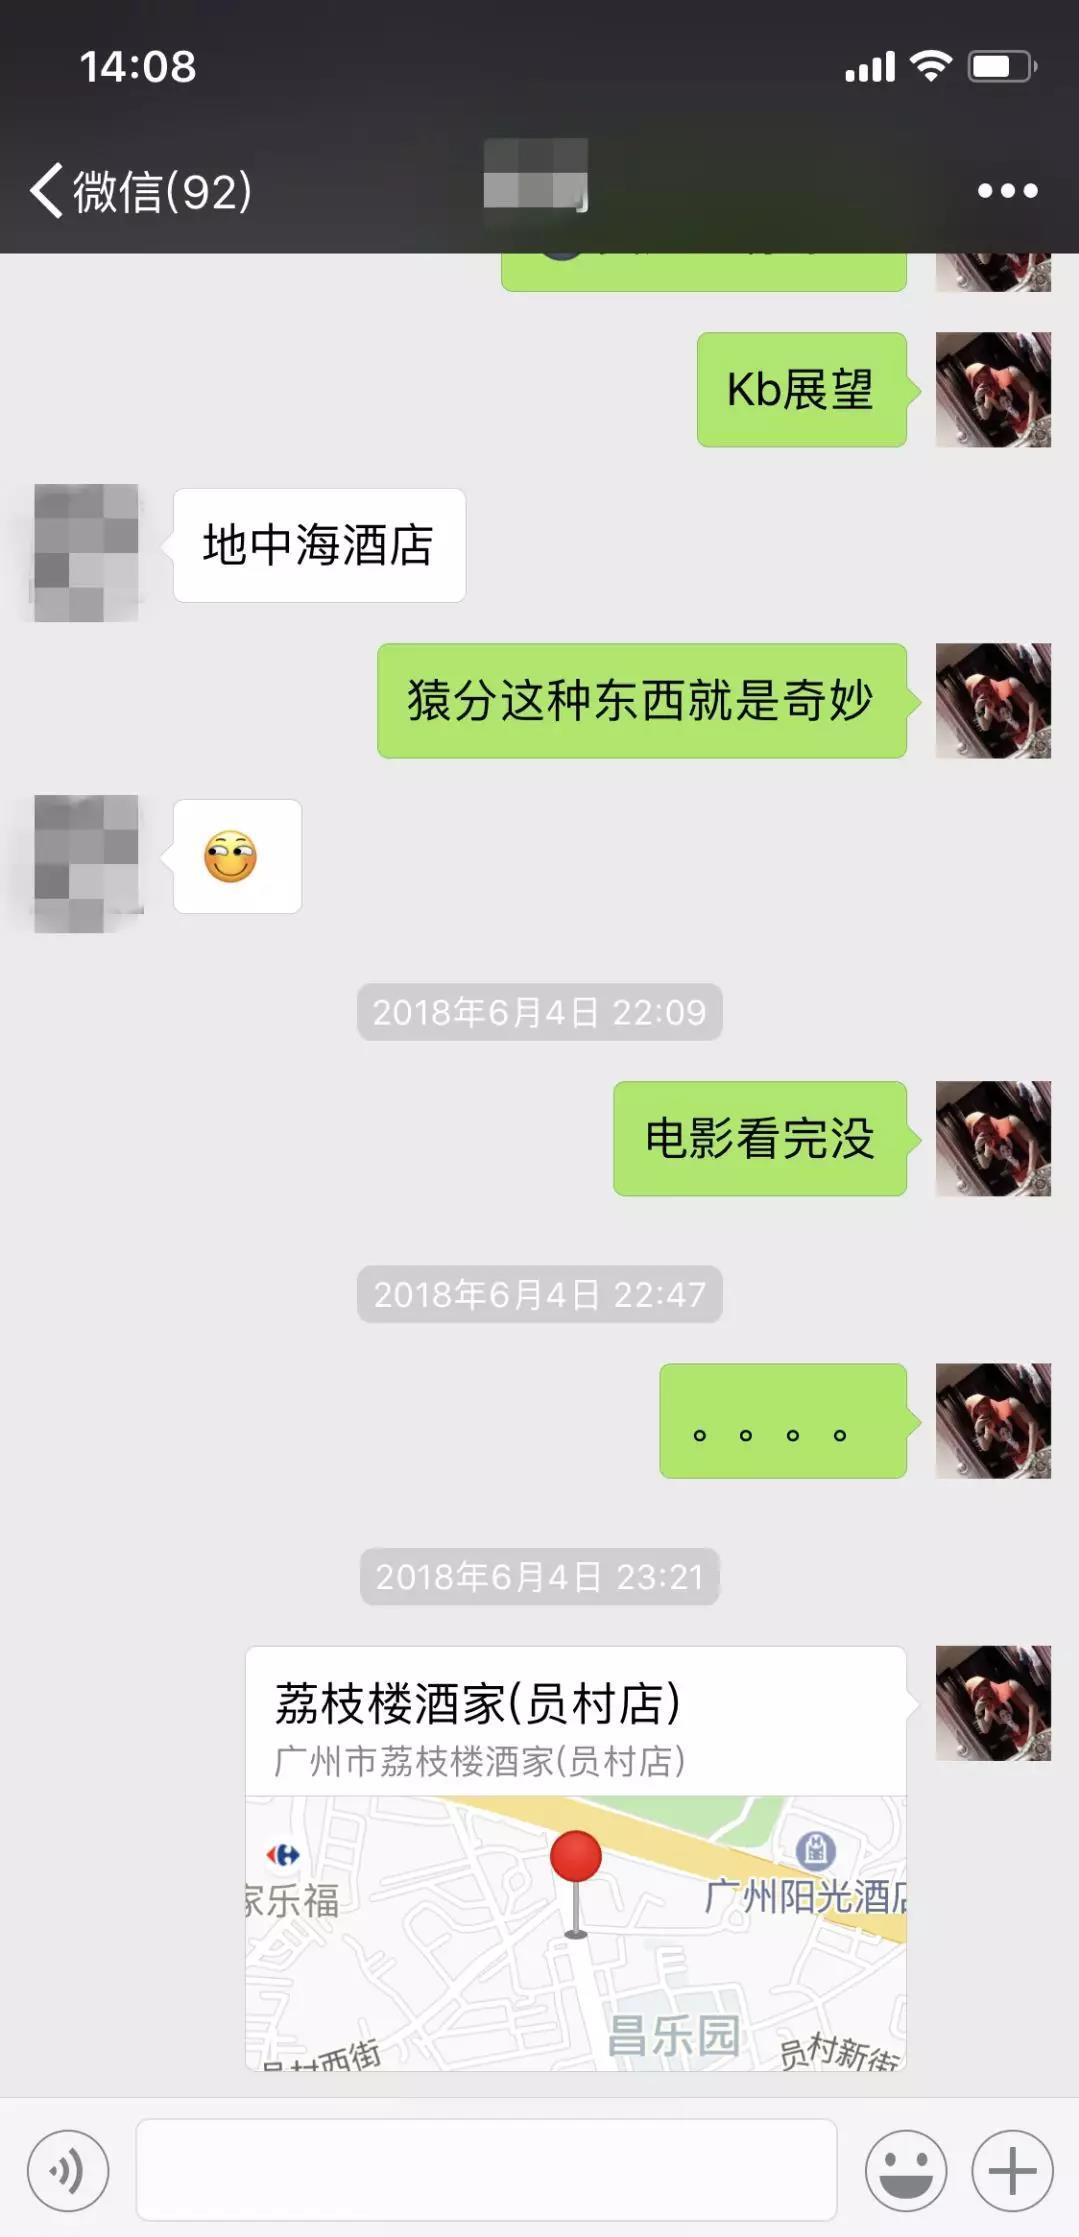 14:08
微信(92)
Kb展望
地中海酒店
猿分这种东西就是奇妙
2018年6月4日 22:09
电影看完没
2018年6月4日 22:47
。。。。
2018年6月4日 23:21
荔枝楼酒家(员村店)
广州市荔枝楼酒家(员村店)
家乐福
广州阳光酒店
昌乐园
员村西街
员村新街